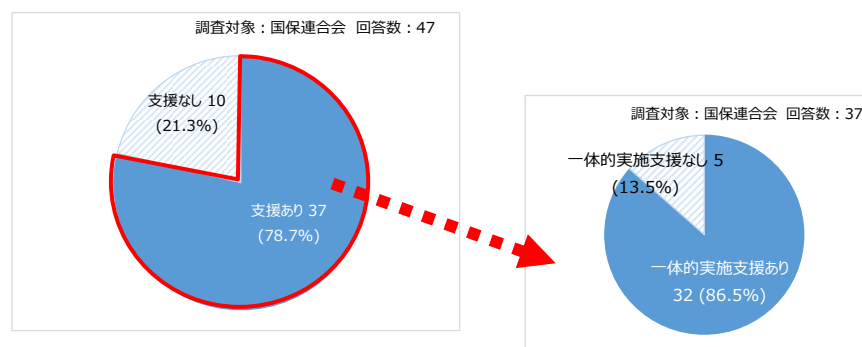 調査対象：国保連合会 回答数：47
支援なし 10
(21.3%)
支援あり 37
(78.7%)
調査対象：国保連合会 回答数：37
一体的実施支援なし 5
(13.5%)
一体的実施支援あり
32 (86.5%)